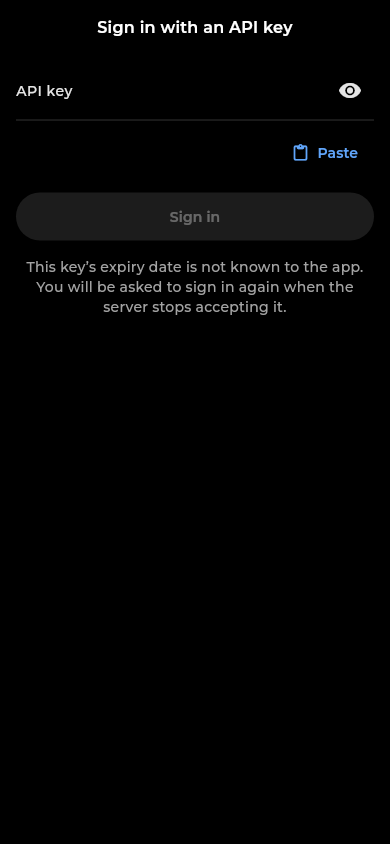 Sign in with an API key
API key
Paste
Sign in
This key’s expiry date is not known to the app.
You will be asked to sign in again when the
server stops accepting it.